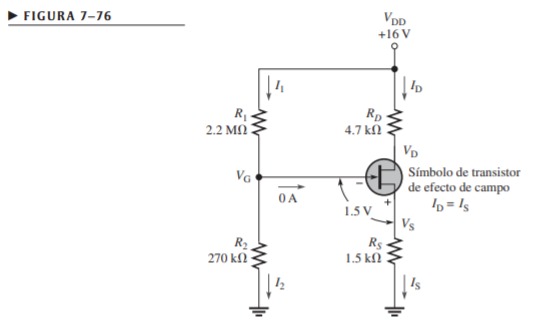 ► FIGURA 7–76
V_DD
+16 V
I_1
I_D
R_1
2.2 MΩ
R_D
4.7 kΩ
V_D
V_G
Símbolo de transistor
de efecto de campo
I_D = I_S
0 A
–
+
1.5 V
V_S
R_2
270 kΩ
R_S
1.5 kΩ
I_2
I_S